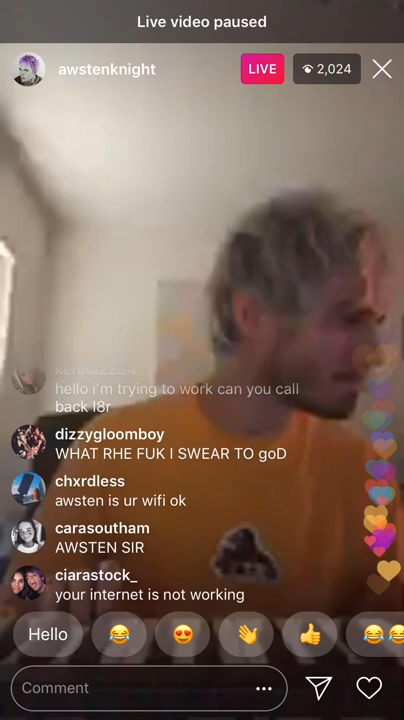 Live video paused
awstenknight
LIVE
2,024
kenna2234
hello i'm trying to work can you call
back l8r
dizzygloomboy
WHAT RHE FUK I SWEAR TO goD
chxrdless
awsten is ur wifi ok
carasoutham
AWSTEN SIR
ciarastock_
your internet is not working
Hello
Comment